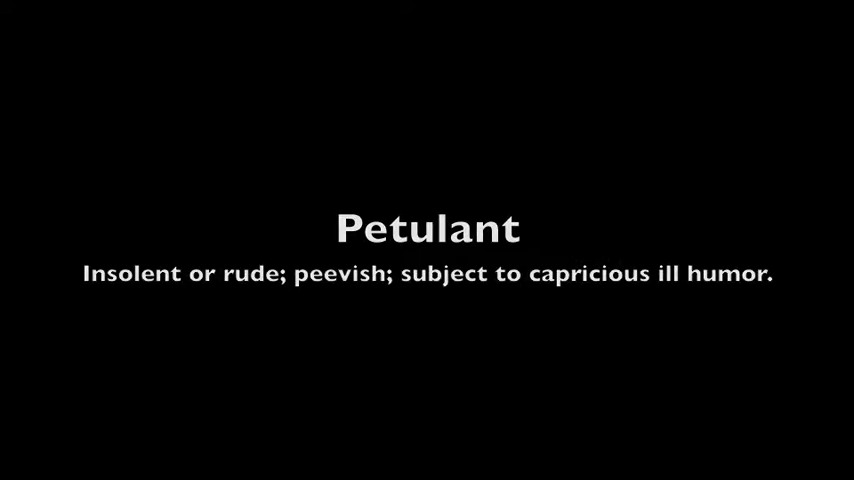 Petulant
Insolent or rude; peevish; subject to capricious ill humor.